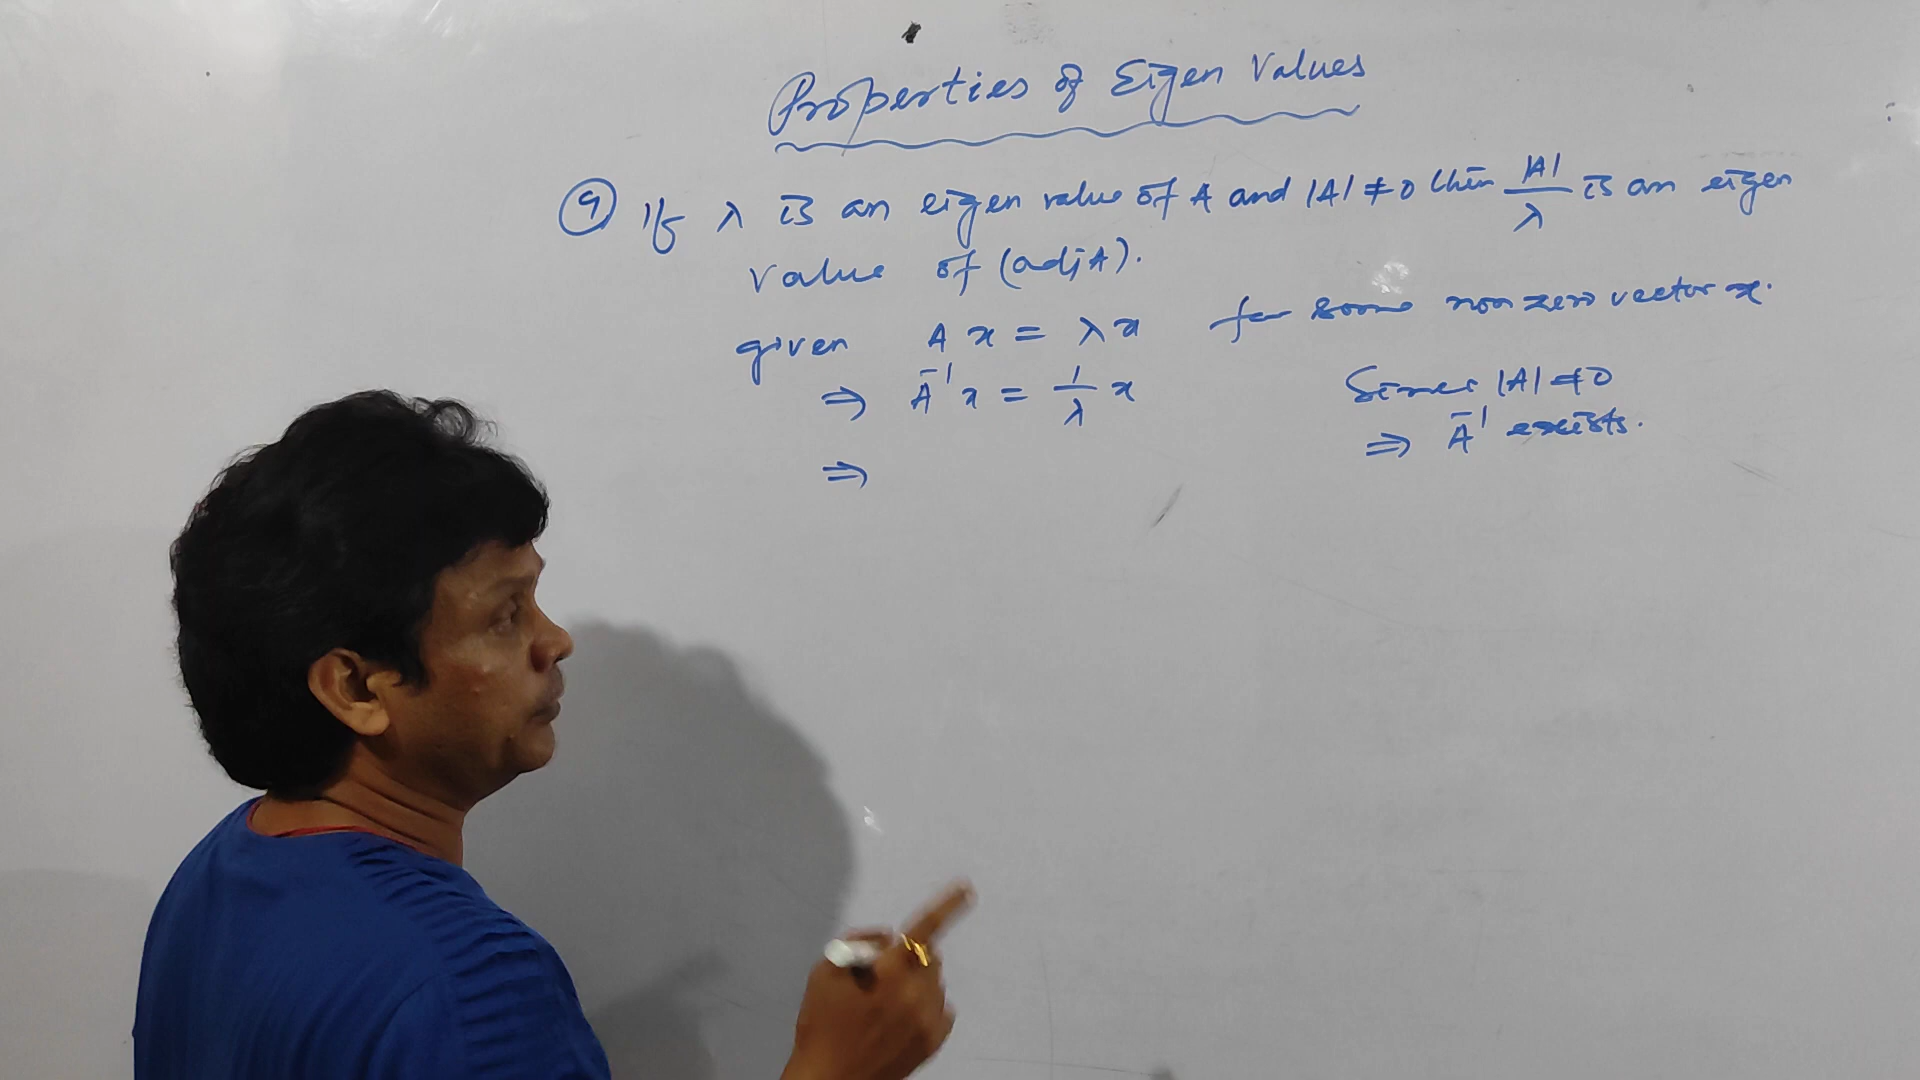 Properties of Eigen Values
⑨ If λ is an eigen value of A and |A| ≠ 0 then |A|/λ is an eigen
value of (adj A).
given A x = λx for some non zero vector x.
⇒ A⁻¹x = 1/λ x Since |A| ≠ 0
⇒ ⇒ A⁻¹ exists.